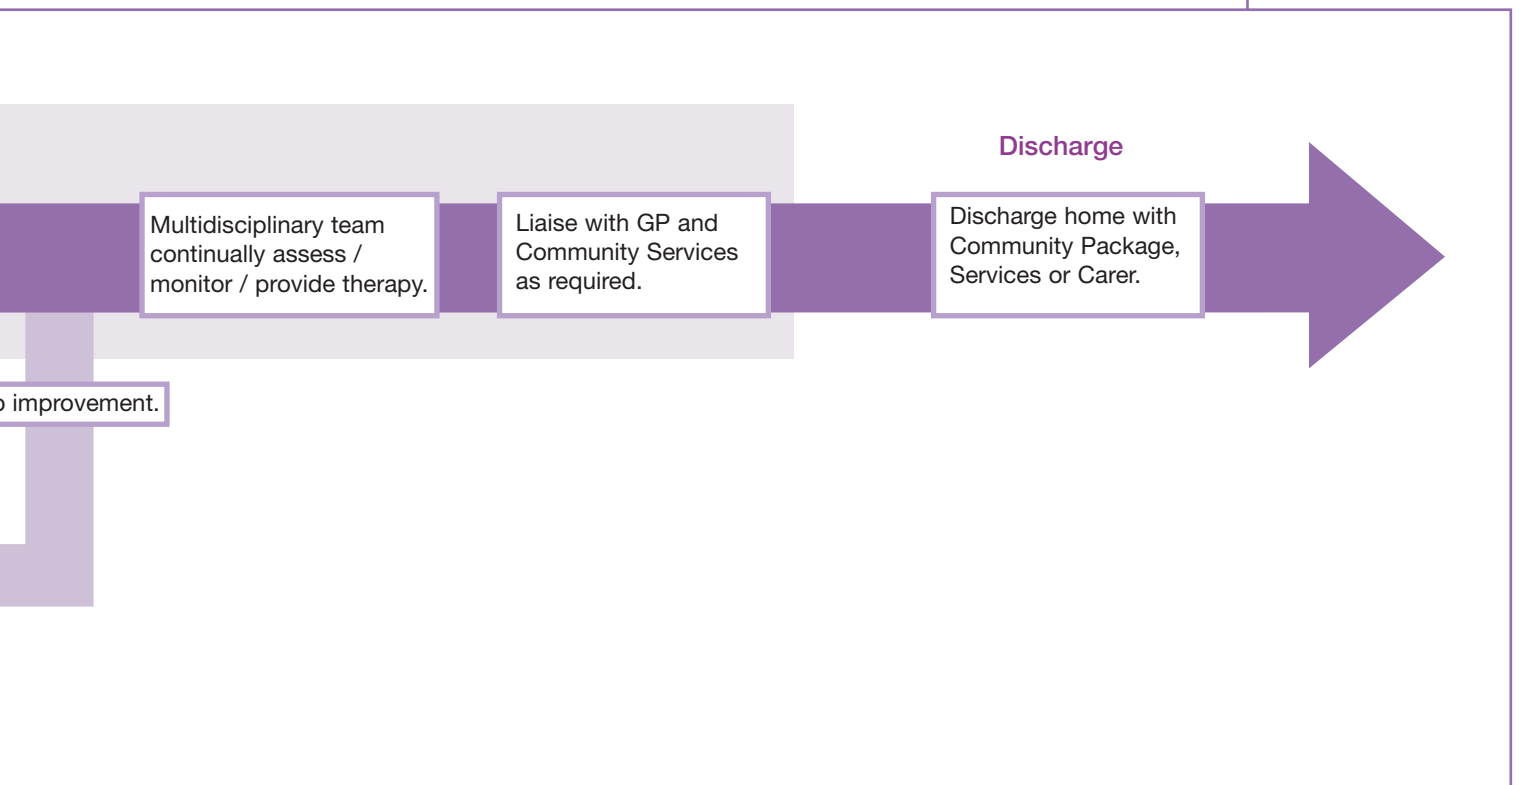 Discharge
Multidisciplinary team
continually assess /
monitor / provide therapy.
Liaise with GP and
Community Services
as required.
Discharge home with
Community Package,
Services or Carer.
improvement.